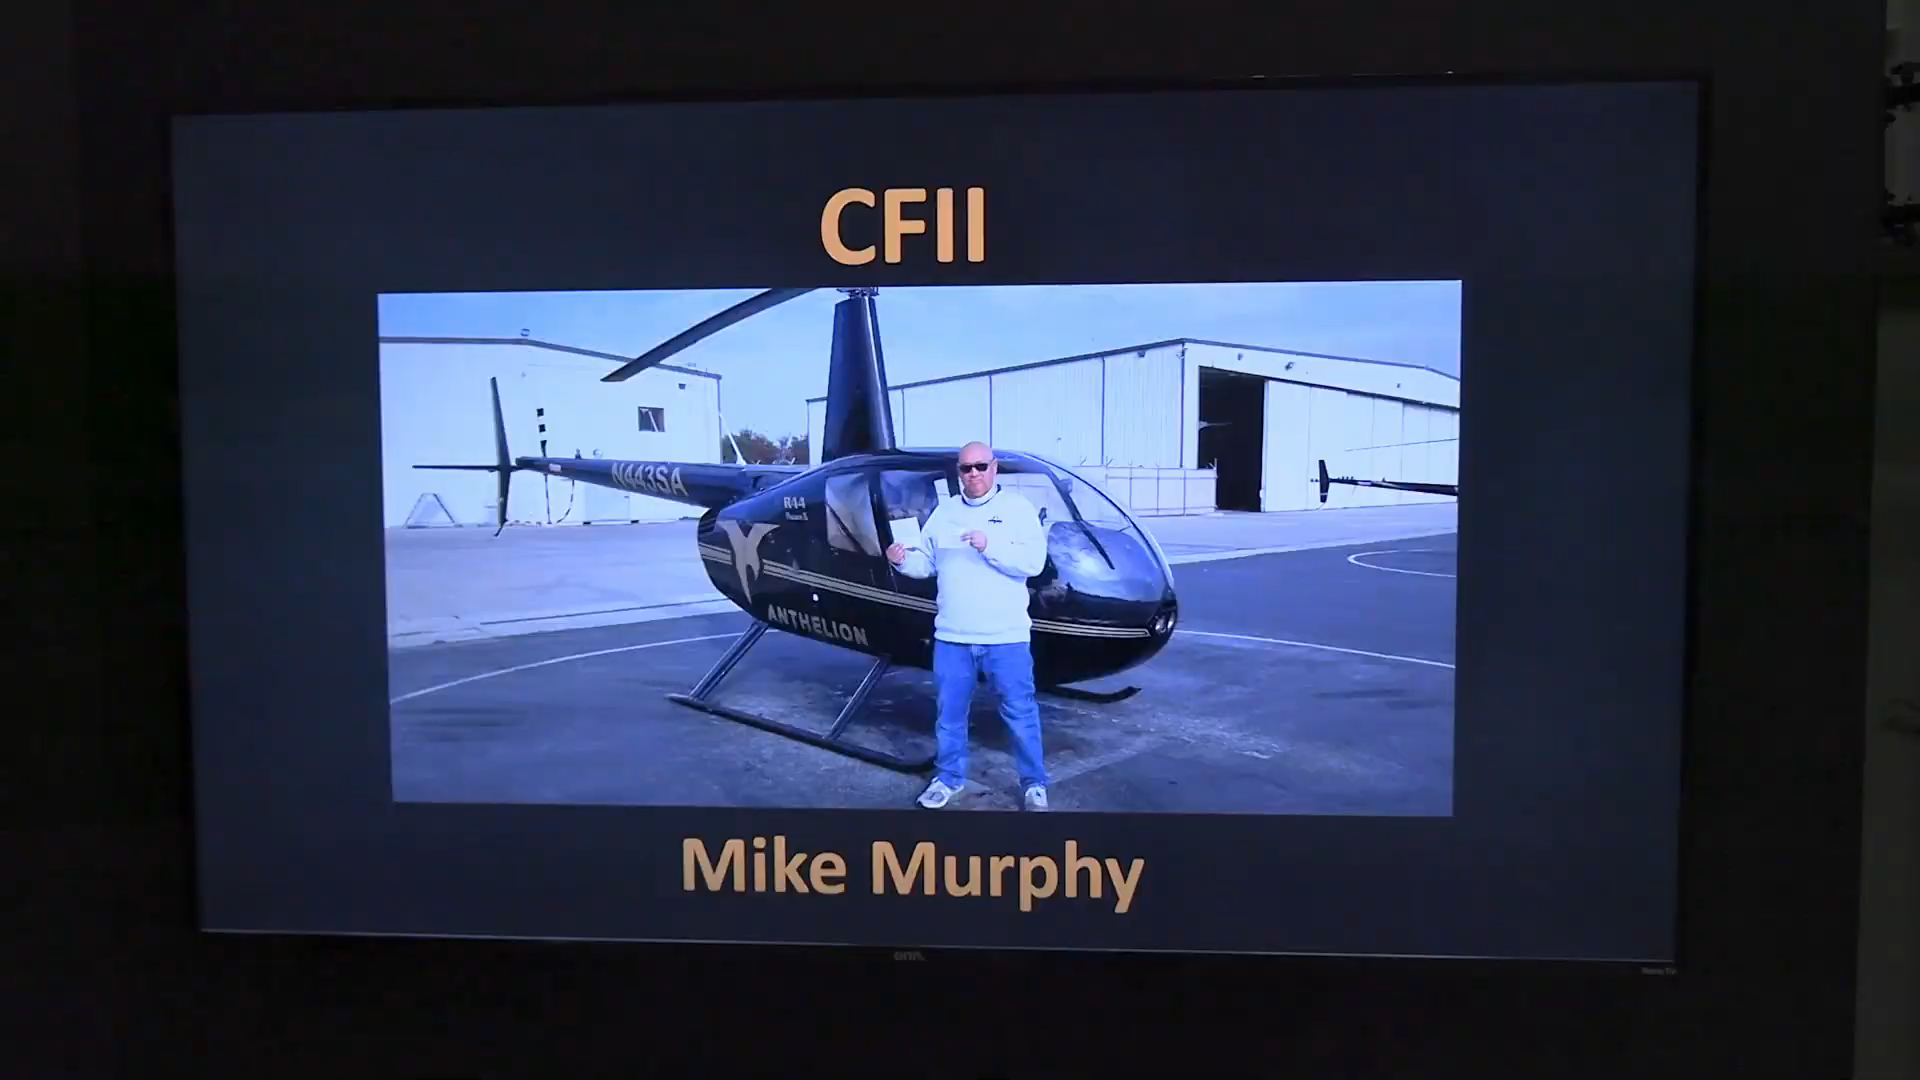 CFII
N443SA
R44
ANTHELION
Mike Murphy